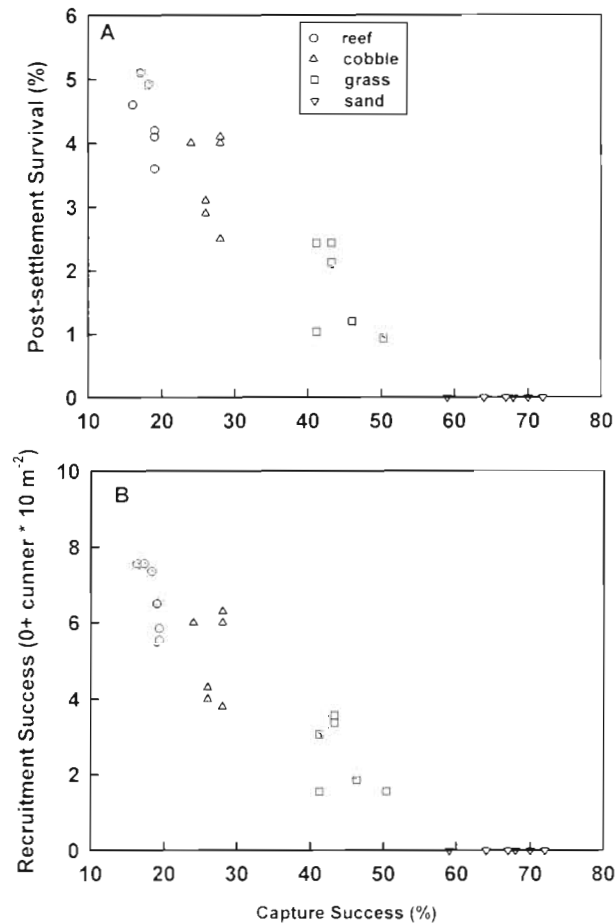 A
reef
cobble
grass
sand
Post-settlement Survival (%)
6
5
4
3
2
1
0
10 20 30 40 50 60 70 80
B
Recruitment Success (0+ cunner * 10 m⁻²)
10
8
6
4
2
0
10 20 30 40 50 60 70 80
Capture Success (%)